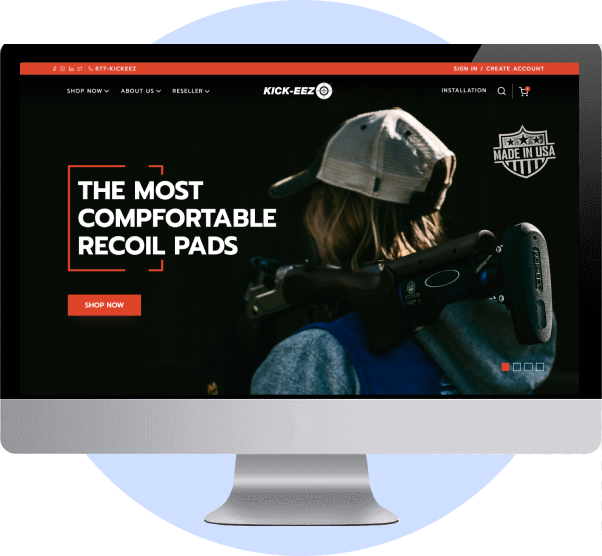 877-KICKEEZ
SIGN IN / CREATE ACCOUNT
SHOP NOW
ABOUT US
RESELLER
KICK-EEZ
INSTALLATION
MADE IN USA
THE MOST
COMPFORTABLE
RECOIL PADS
SHOP NOW